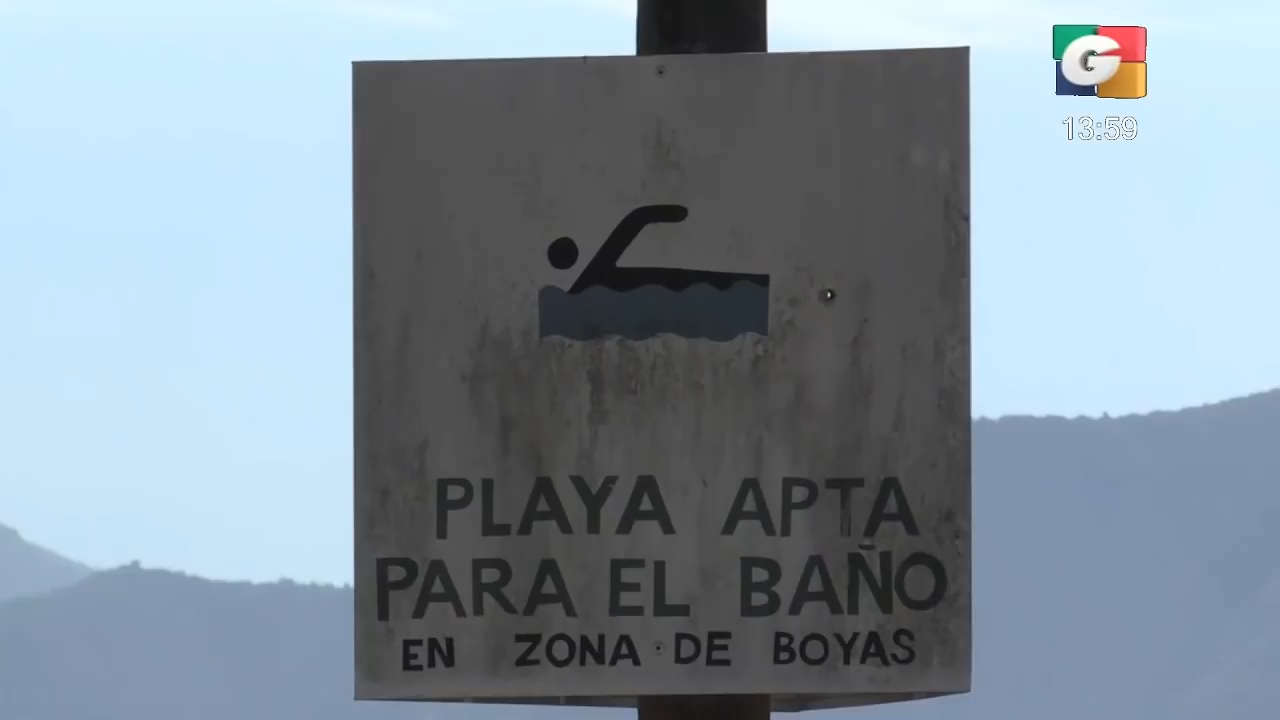 G
13:59
PLAYA APTA
PARA EL BAÑO
EN ZONA DE BOYAS